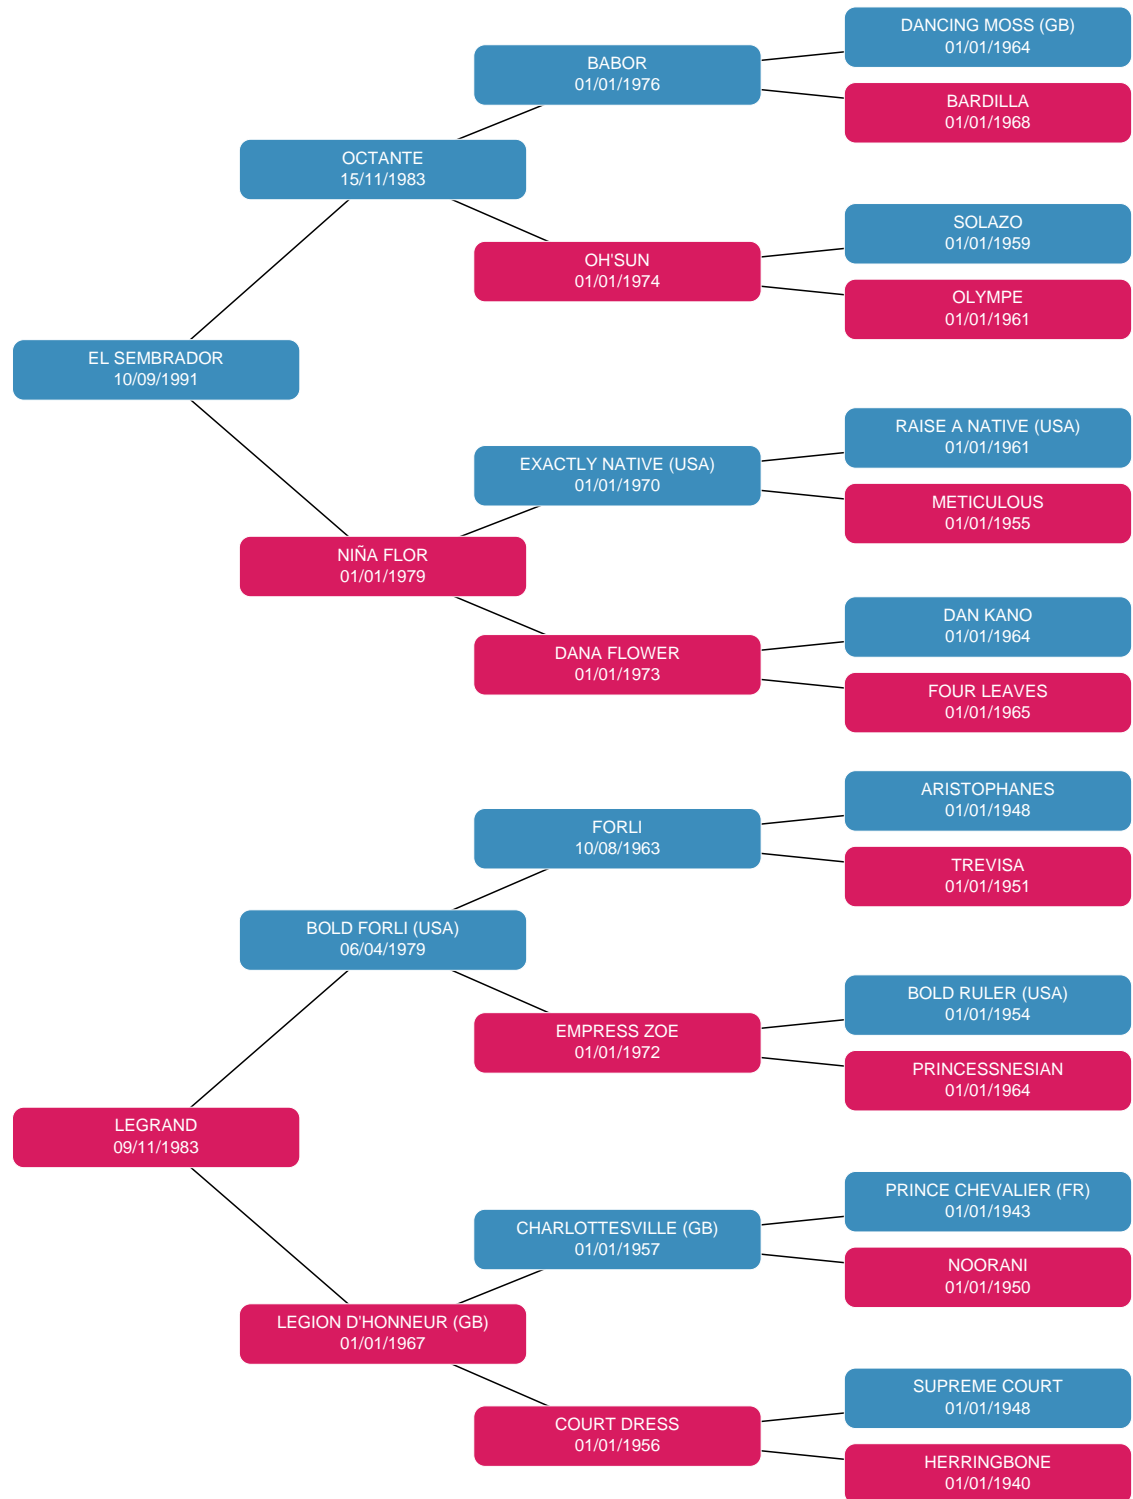 DANCING MOSS (GB)
01/01/1964
BABOR
01/01/1976
BARDILLA
01/01/1968
OCTANTE
15/11/1983
SOLAZO
01/01/1959
OH'SUN
01/01/1974
OLYMPE
01/01/1961
EL SEMBRADOR
10/09/1991
RAISE A NATIVE (USA)
01/01/1961
EXACTLY NATIVE (USA)
01/01/1970
METICULOUS
01/01/1955
NIÑA FLOR
01/01/1979
DAN KANO
01/01/1964
DANA FLOWER
01/01/1973
FOUR LEAVES
01/01/1965
ARISTOPHANES
01/01/1948
FORLI
10/08/1963
TREVISA
01/01/1951
BOLD FORLI (USA)
06/04/1979
BOLD RULER (USA)
01/01/1954
EMPRESS ZOE
01/01/1972
PRINCESSNESIAN
01/01/1964
LEGRAND
09/11/1983
PRINCE CHEVALIER (FR)
01/01/1943
CHARLOTTESVILLE (GB)
01/01/1957
NOORANI
01/01/1950
LEGION D'HONNEUR (GB)
01/01/1967
SUPREME COURT
01/01/1948
COURT DRESS
01/01/1956
HERRINGBONE
01/01/1940